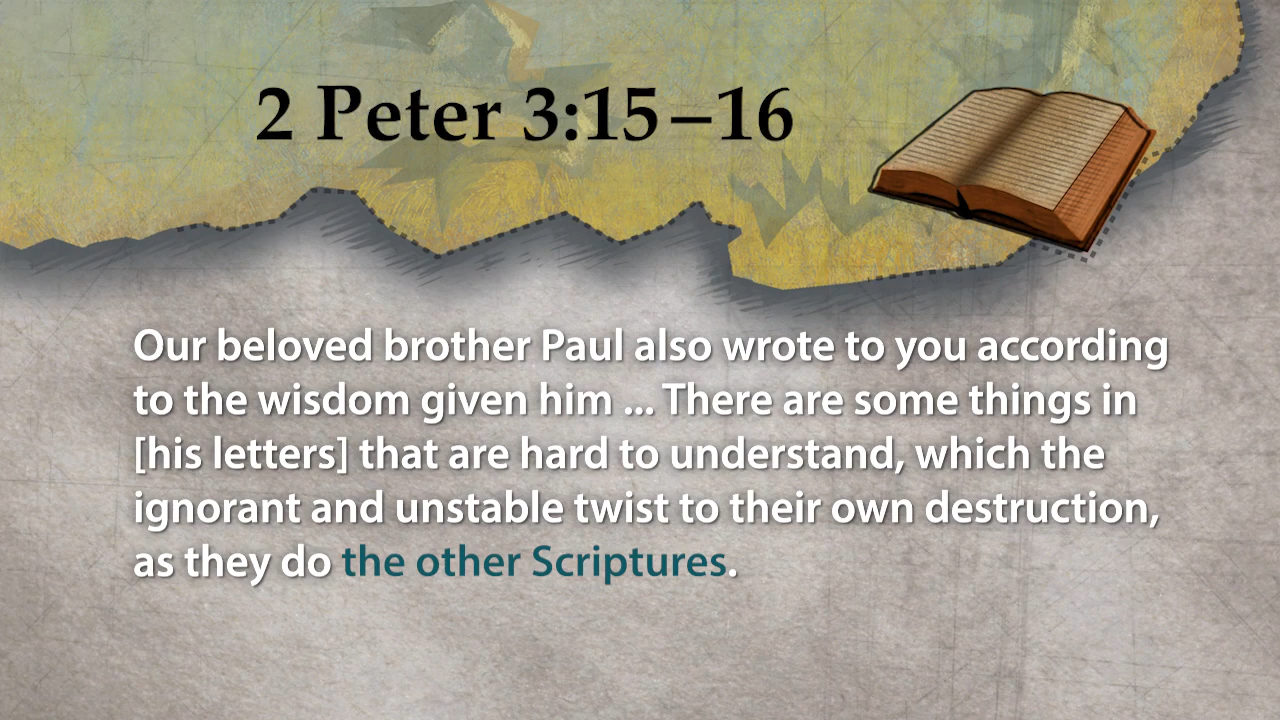 2 Peter 3:15–16
Our beloved brother Paul also wrote to you according
to the wisdom given him ... There are some things in
[his letters] that are hard to understand, which the
ignorant and unstable twist to their own destruction,
as they do the other Scriptures.